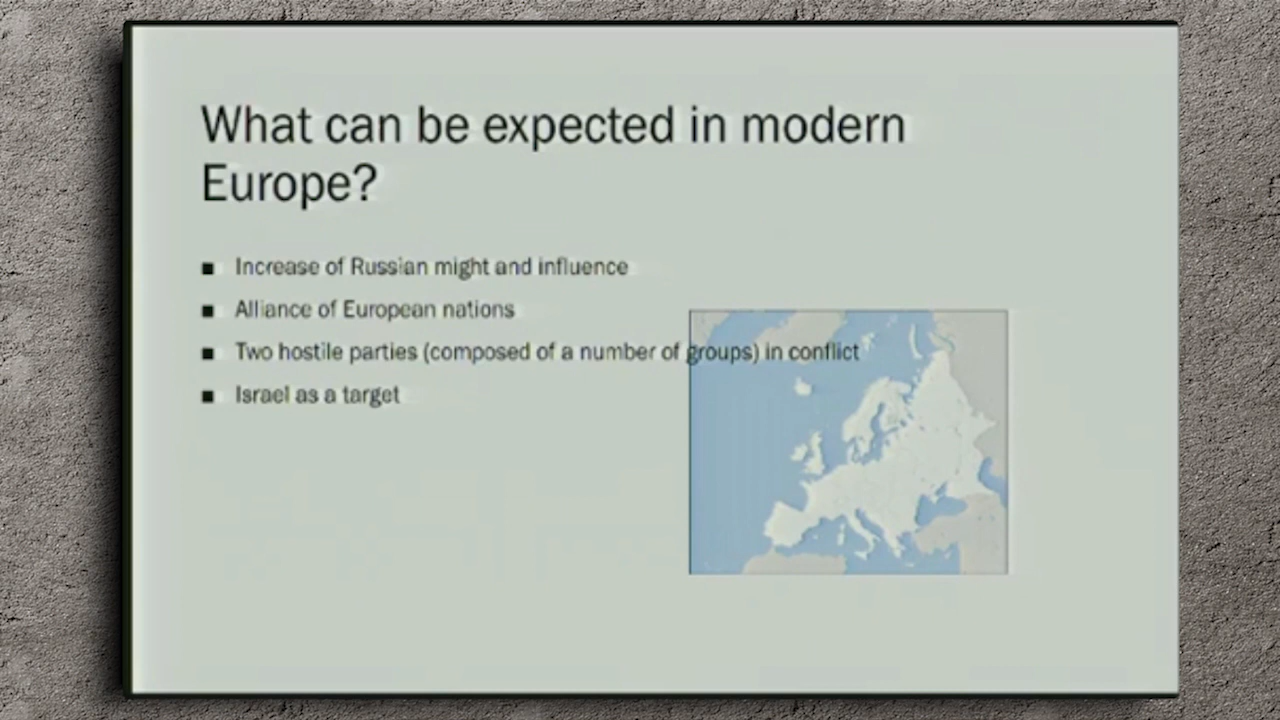 What can be expected in modern
Europe?
Increase of Russian might and influence
Alliance of European nations
Two hostile parties (composed of a number of groups) in conflict
Israel as a target